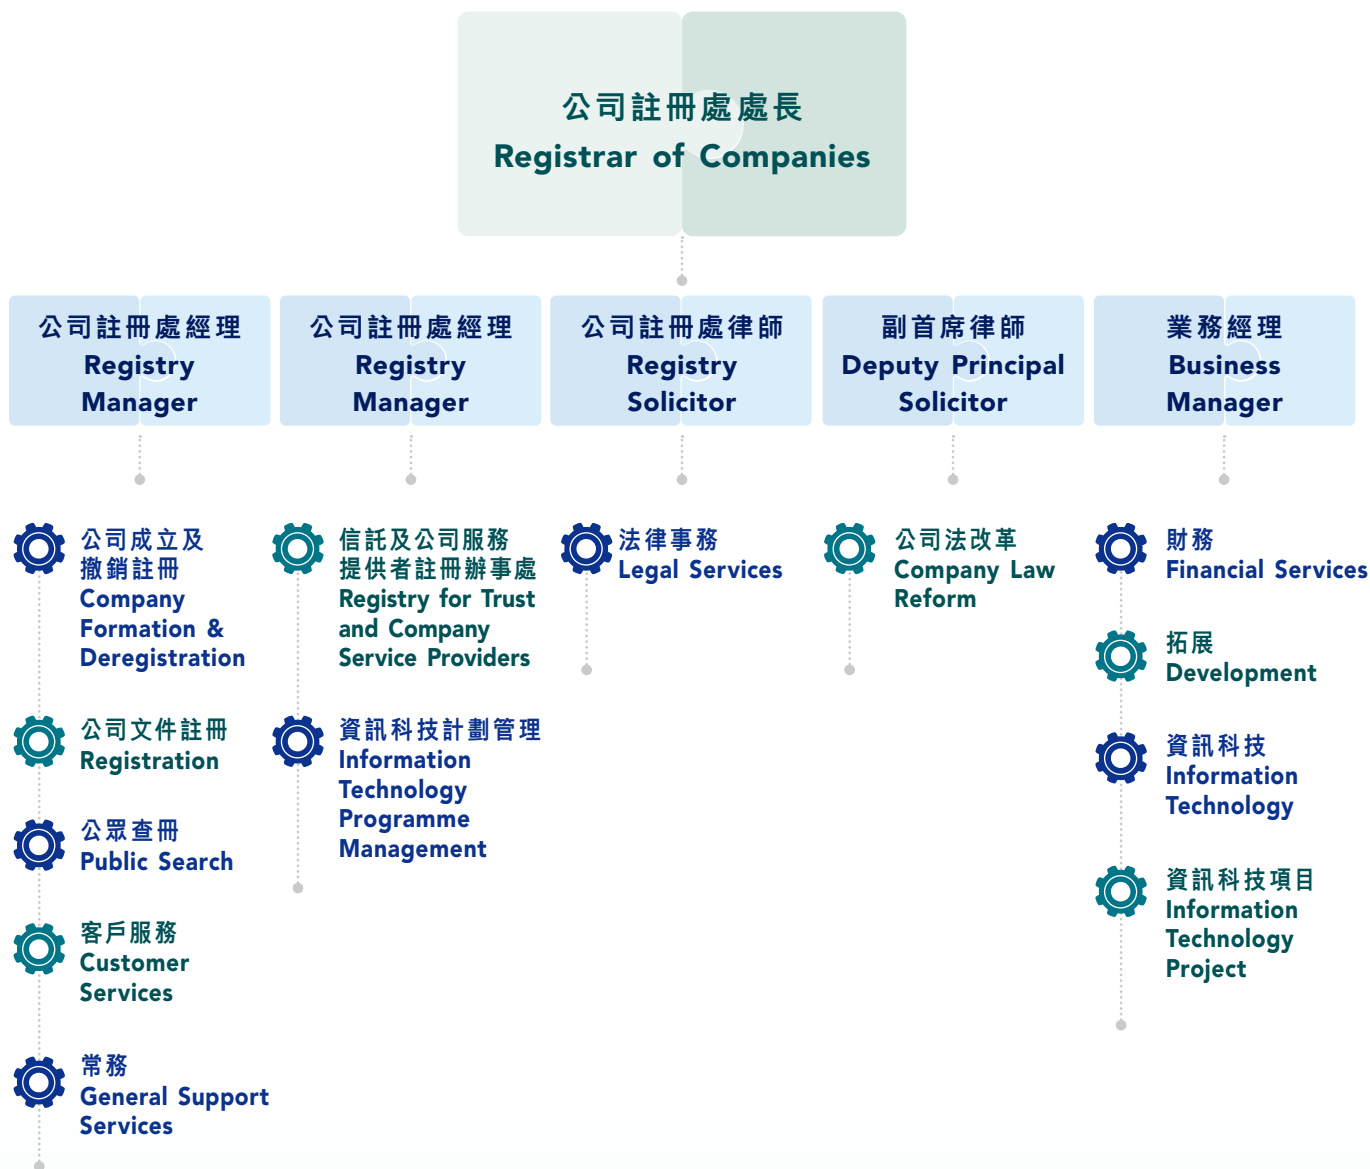 公司註冊處處長
Registrar of Companies
公司註冊處經理
Registry
Manager
公司成立及
撤銷註冊
Company
Formation &
Deregistration
公司文件註冊
Registration
公眾查冊
Public Search
客戶服務
Customer
Services
常務
General Support
Services
公司註冊處經理
Registry
Manager
信託及公司服務
提供者註冊辦事處
Registry for Trust
and Company
Service Providers
資訊科技計劃管理
Information
Technology
Programme
Management
公司註冊處律師
Registry
Solicitor
法律事務
Legal Services
副首席律師
Deputy Principal
Solicitor
公司法改革
Company Law
Reform
業務經理
Business
Manager
財務
Financial Services
拓展
Development
資訊科技
Information
Technology
資訊科技項目
Information
Technology
Project